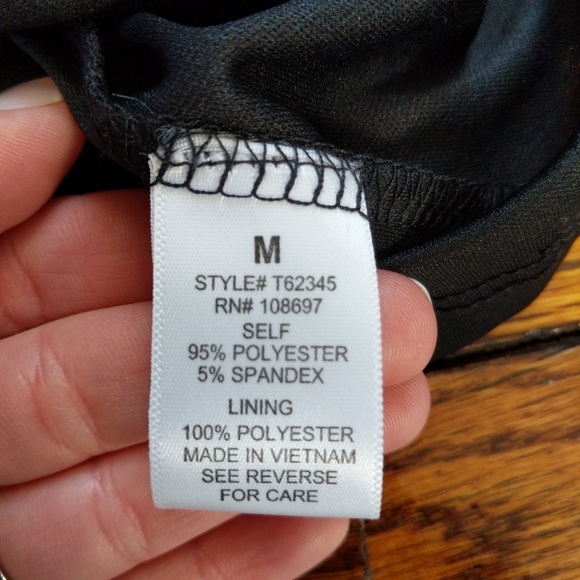 M
STYLE# T62345
RN# 108697
SELF
95% POLYESTER
5% SPANDEX
LINING
100% POLYESTER
MADE IN VIETNAM
SEE REVERSE
FOR CARE